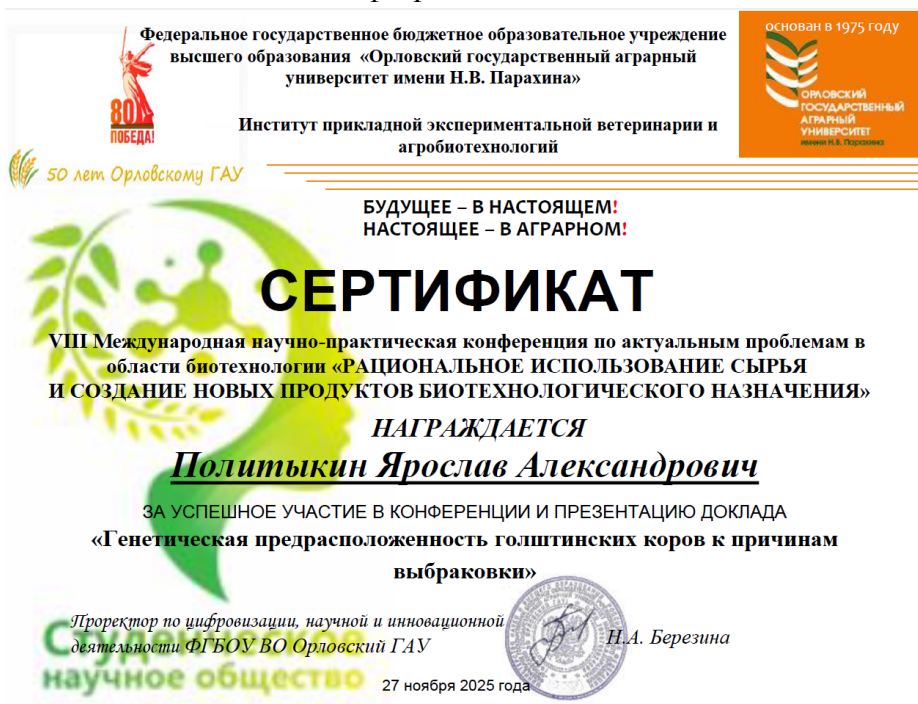 Федеральное государственное бюджетное образовательное учреждение
высшего образования «Орловский государственный аграрный
университет имени Н.В. Парахина»
Институт прикладной экспериментальной ветеринарии и
агробиотехнологий
80
ПОБЕДА!
50 лет Орловскому ГАУ
основан в 1975 году
ОРЛОВСКИЙ
ГОСУДАРСТВЕННЫЙ
АГРАРНЫЙ
УНИВЕРСИТЕТ
имени Н.В. Парахина
БУДУЩЕЕ – В НАСТОЯЩЕМ!
НАСТОЯЩЕЕ – В АГРАРНОМ!
СЕРТИФИКАТ
VIII Международная научно-практическая конференция по актуальным проблемам в
области биотехнологии «РАЦИОНАЛЬНОЕ ИСПОЛЬЗОВАНИЕ СЫРЬЯ
И СОЗДАНИЕ НОВЫХ ПРОДУКТОВ БИОТЕХНОЛОГИЧЕСКОГО НАЗНАЧЕНИЯ»
НАГРАЖДАЕТСЯ
Политыкин Ярослав Александрович
ЗА УСПЕШНОЕ УЧАСТИЕ В КОНФЕРЕНЦИИ И ПРЕЗЕНТАЦИЮ ДОКЛАДА
«Генетическая предрасположенность голштинских коров к причинам
выбраковки»
Проректор по цифровизации, научной и инновационной
деятельности ФГБОУ ВО Орловский ГАУ
Н.А. Березина
Студенческое
научное общество
27 ноября 2025 года